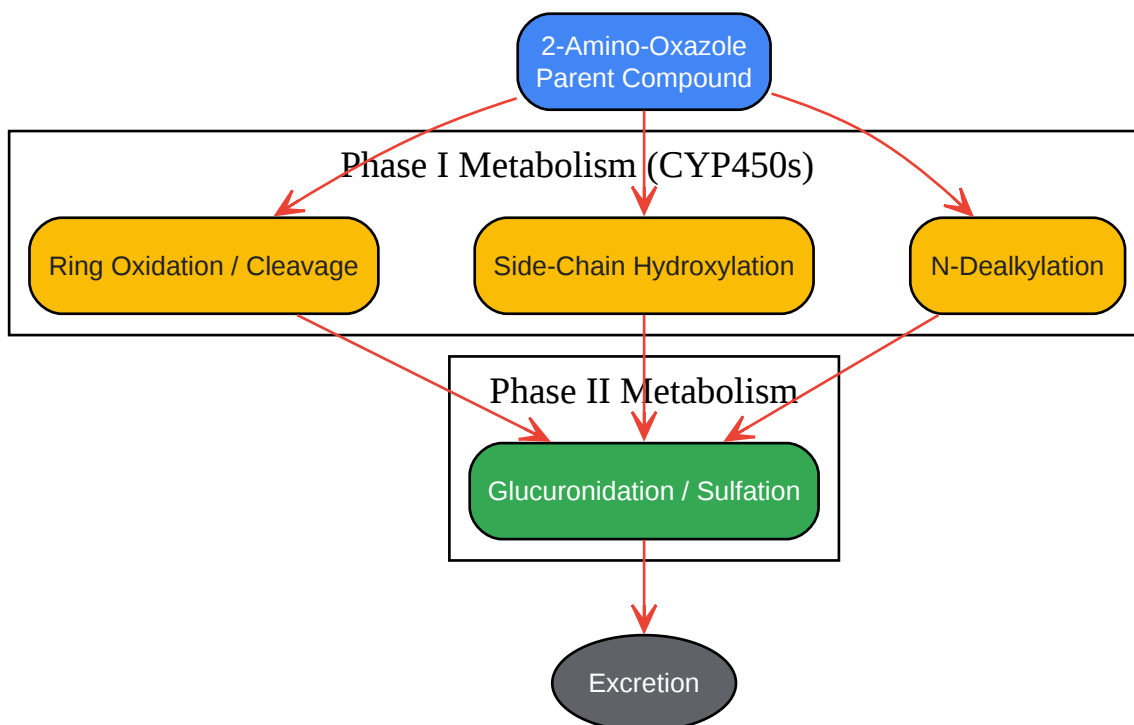 2-Amino-Oxazole
Parent Compound
Phase I Metabolism (CYP450s)
Ring Oxidation / Cleavage
Side-Chain Hydroxylation
N-Dealkylation
Phase II Metabolism
Glucuronidation / Sulfation
Excretion